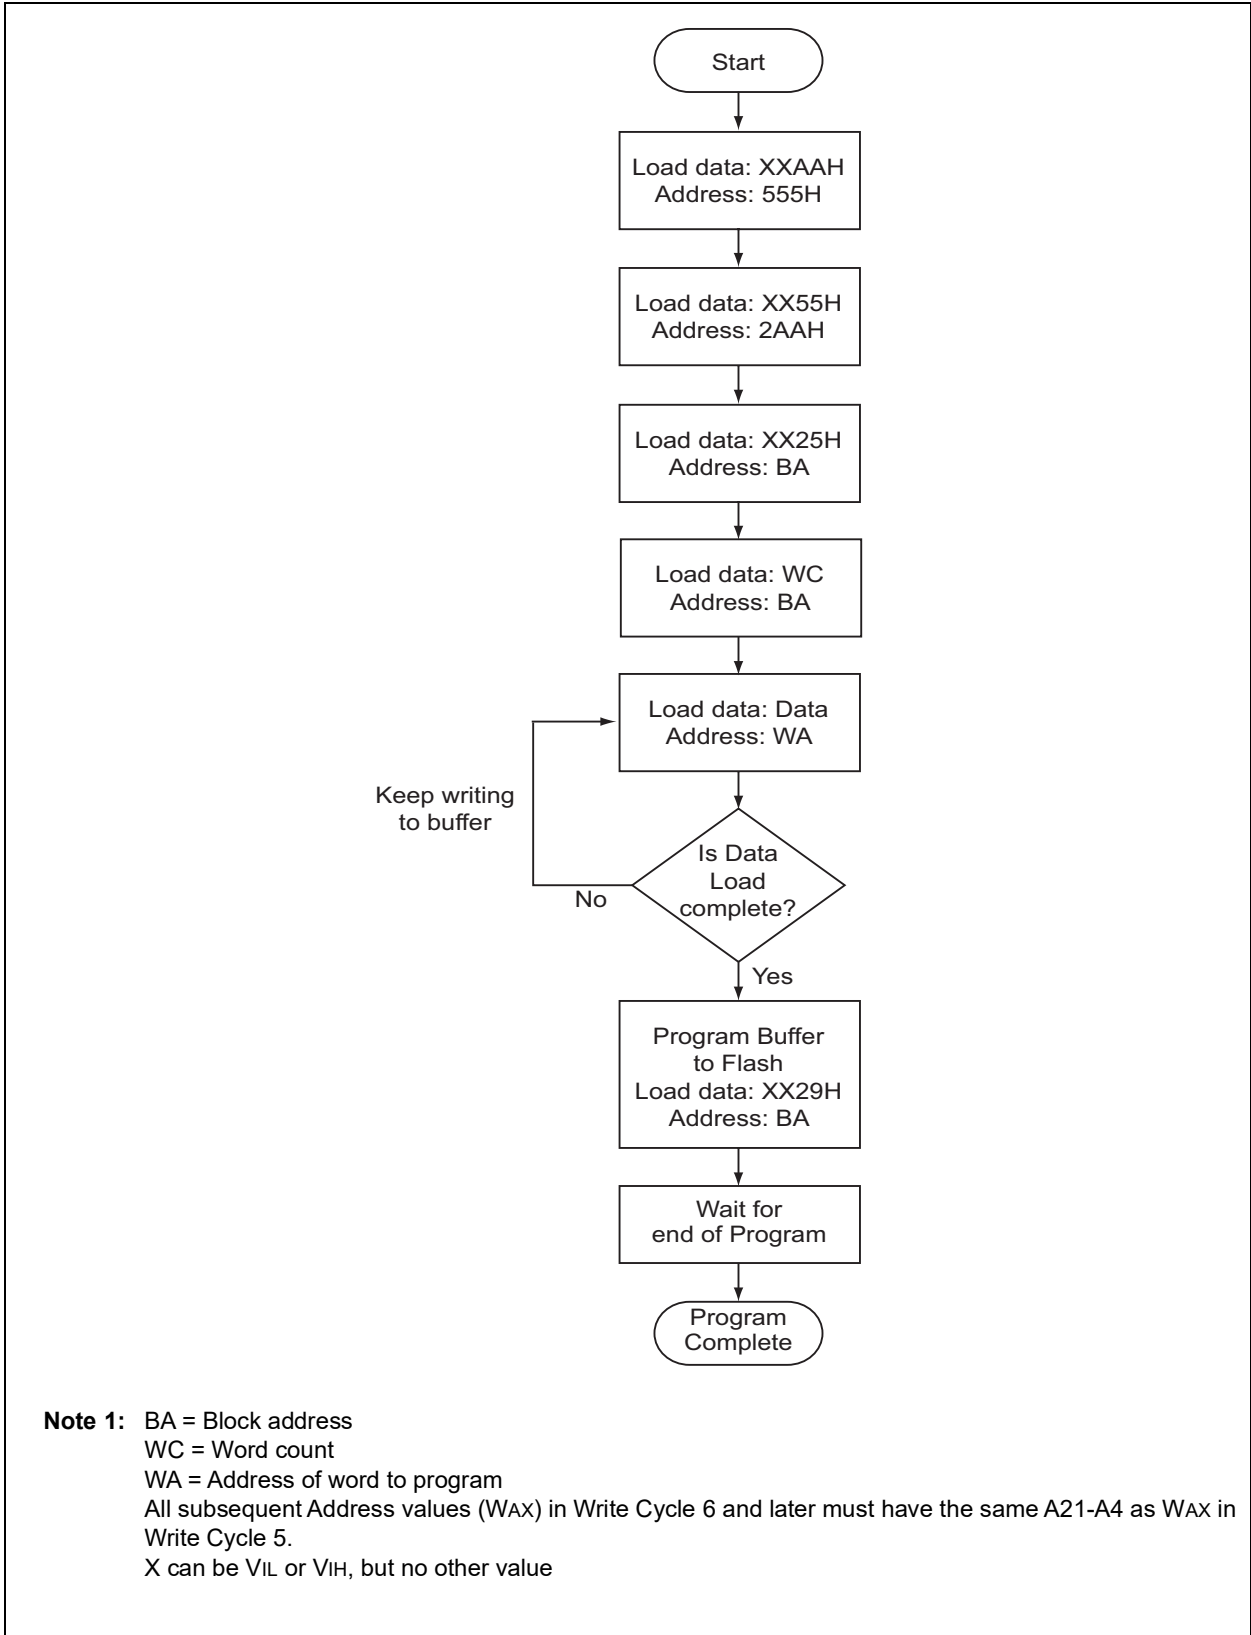 Start
Load data: XXAAH
Address: 555H
Load data: XX55H
Address: 2AAH
Load data: XX25H
Address: BA
Load data: WC
Address: BA
Load data: Data
Address: WA
Keep writing
to buffer
Is Data
Load
complete?
No
Yes
Program Buffer
to Flash
Load data: XX29H
Address: BA
Wait for
end of Program
Program
Complete
Note 1: BA = Block address
WC = Word count
WA = Address of word to program
All subsequent Address values (WAX) in Write Cycle 6 and later must have the same A21-A4 as WAX in
Write Cycle 5.
X can be VIL or VIH, but no other value